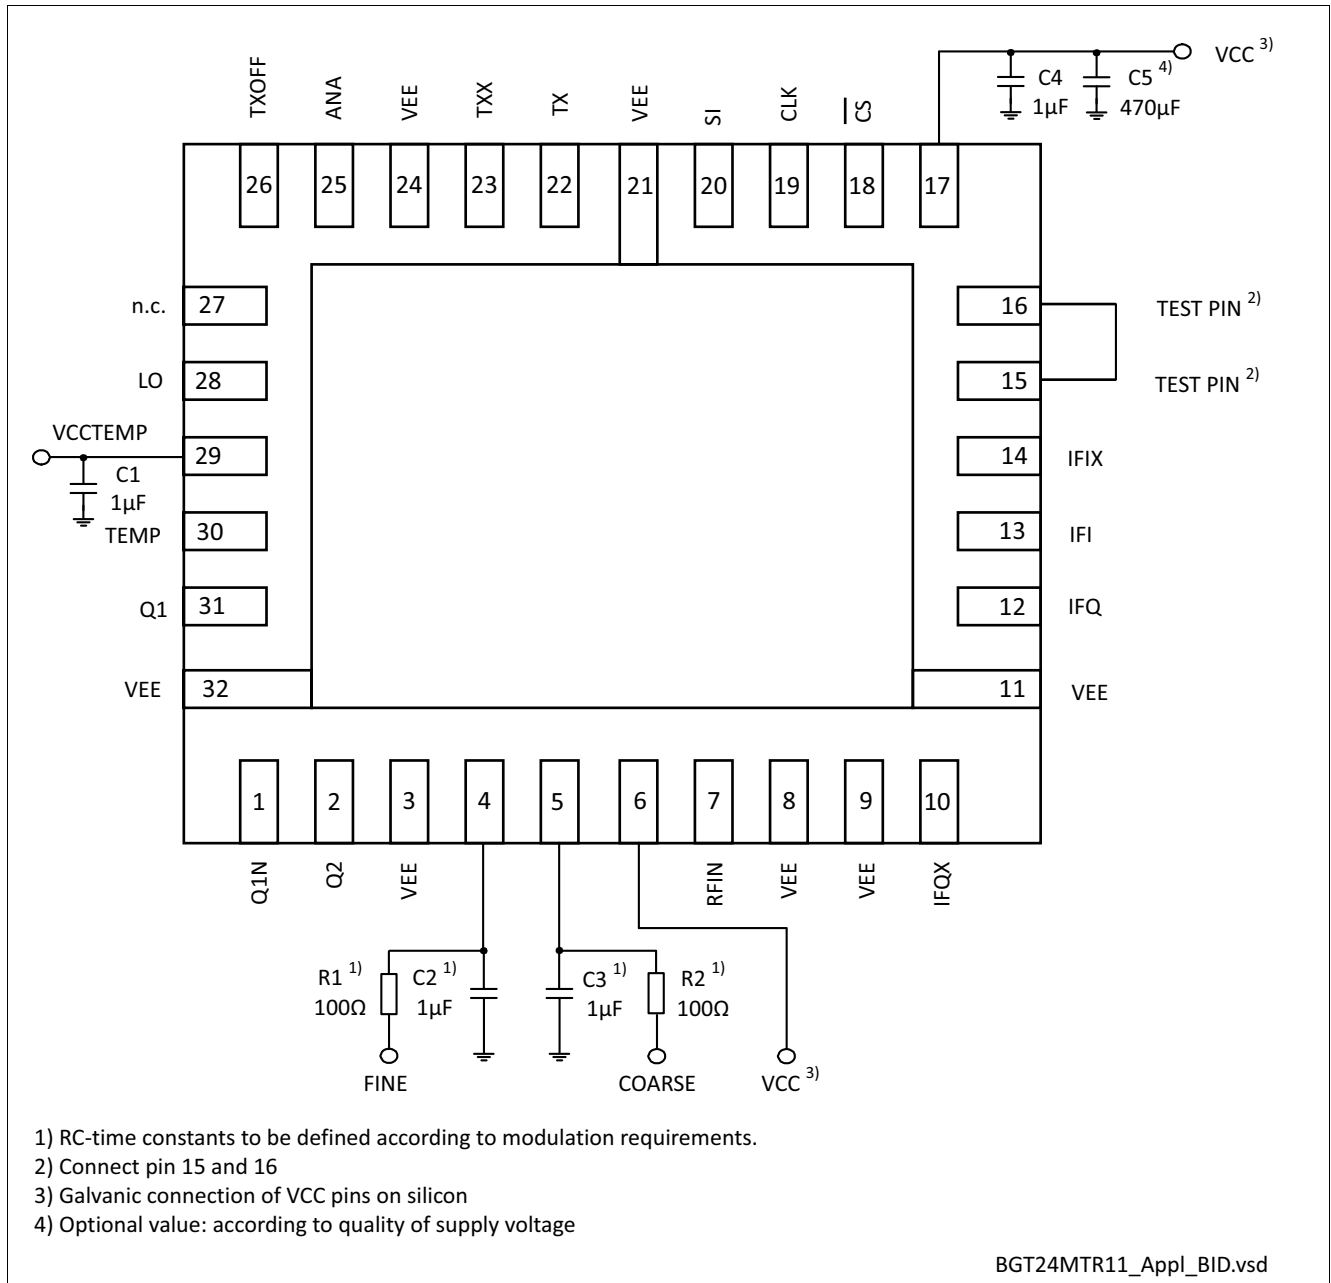 VCC 3)
C4
1µF
C5 4)
470µF
TXOFF
ANA
VEE
TXX
TX
VEE
SI
CLK
CS
26
25
24
23
22
21
20
19
18
17
n.c.
27
16
TEST PIN 2)
LO
28
15
TEST PIN 2)
VCCTEMP
29
14
IFIX
C1
1µF
TEMP
30
13
IFI
Q1
31
12
IFQ
VEE
32
11
VEE
1
2
3
4
5
6
7
8
9
10
Q1N
Q2
VEE
RFIN
VEE
VEE
IFQX
R1 1)
100Ω
C2 1)
1µF
C3 1)
1µF
R2 1)
100Ω
FINE
COARSE
VCC 3)
1) RC-time constants to be defined according to modulation requirements.
2) Connect pin 15 and 16
3) Galvanic connection of VCC pins on silicon
4) Optional value: according to quality of supply voltage
BGT24MTR11_Appl_BID.vsd